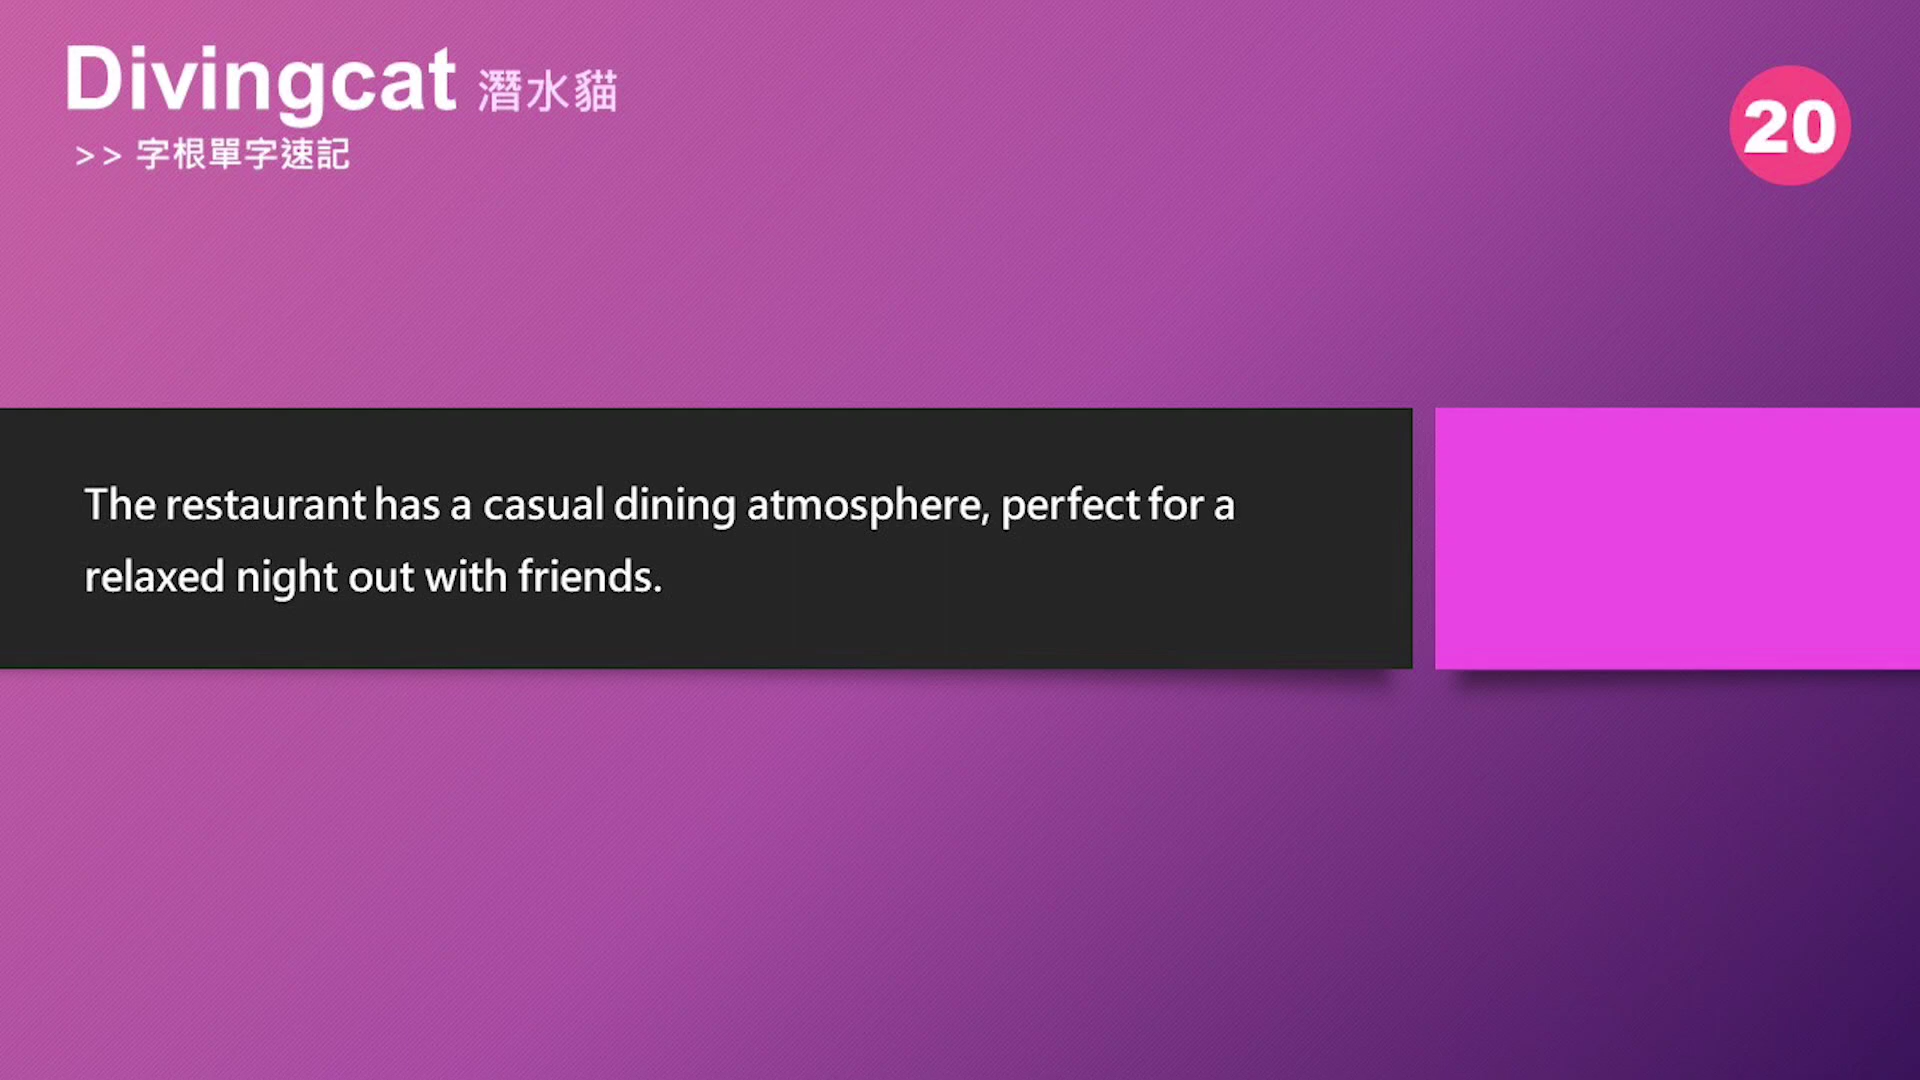 Divingcat 潛水貓
>> 字根單字速記
20
The restaurant has a casual dining atmosphere, perfect for a
relaxed night out with friends.